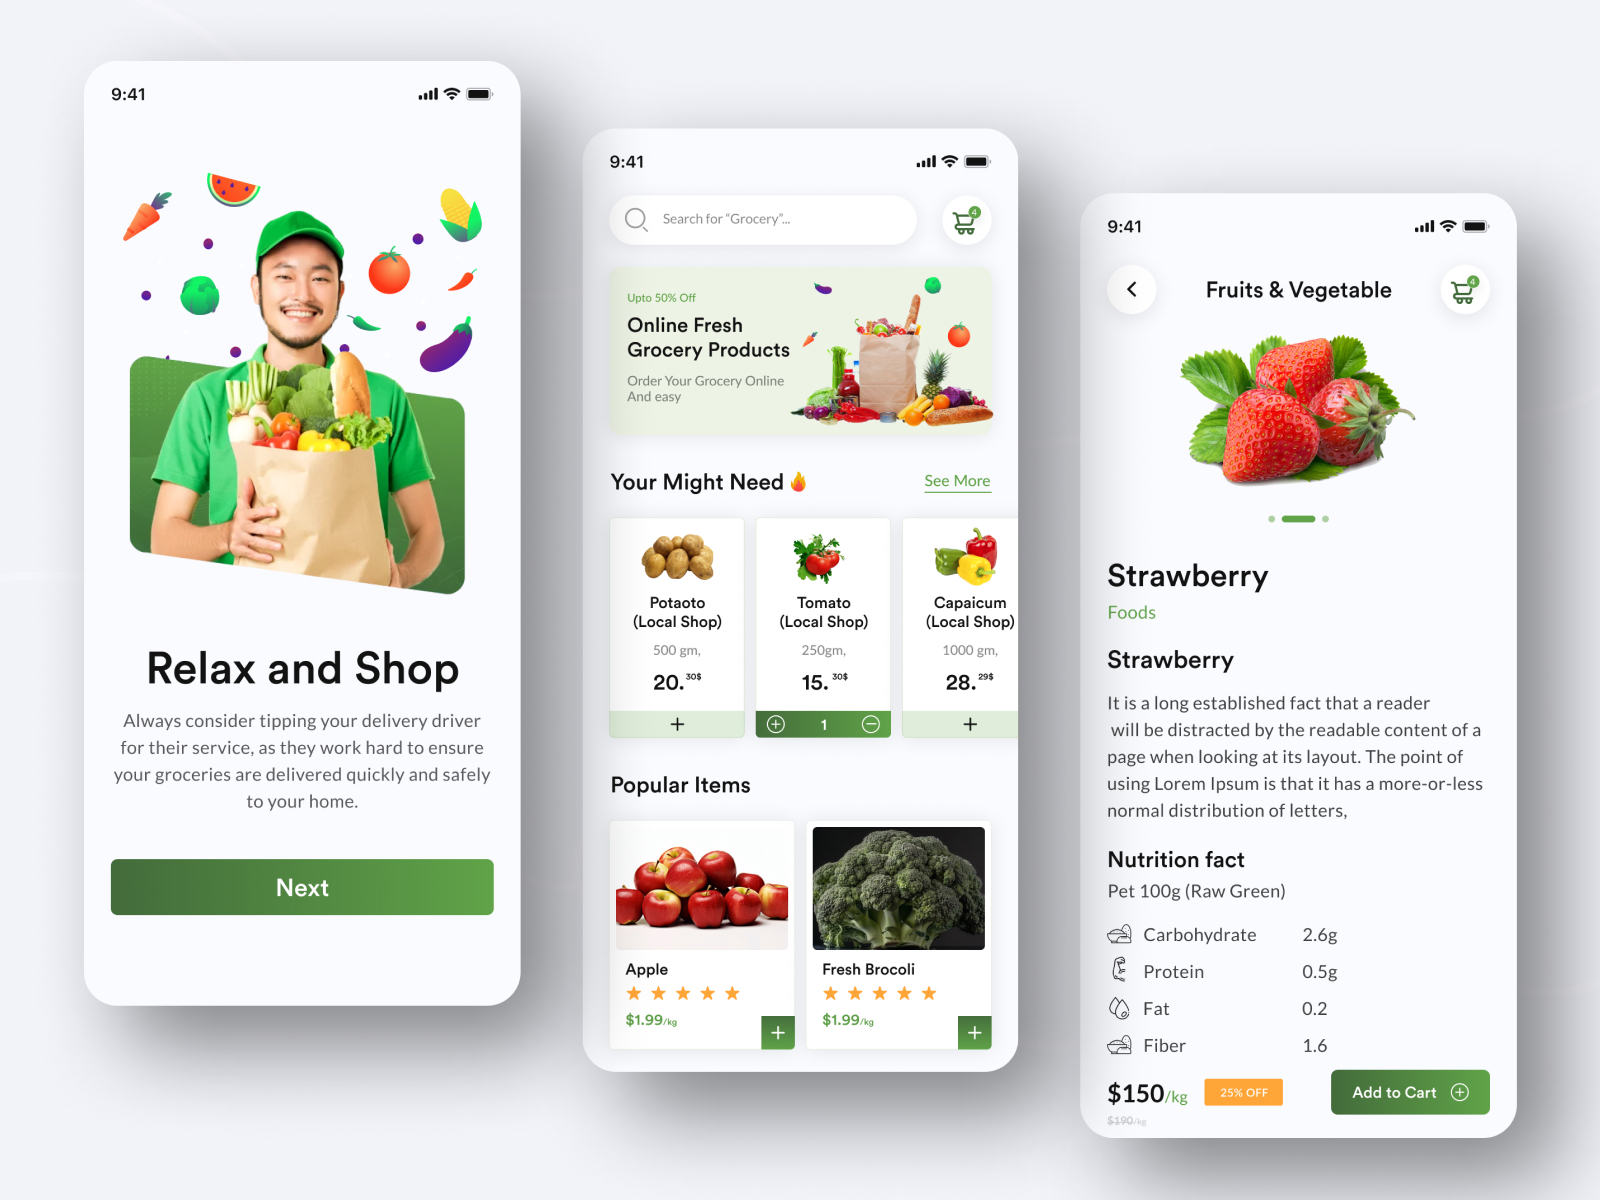 9:41
Relax and Shop
Always consider tipping your delivery driver
for their service, as they work hard to ensure
your groceries are delivered quickly and safely
to your home.
Next
9:41
Search for “Grocery”...
4
Upto 50% Off
Online Fresh
Grocery Products
Order Your Grocery Online
And easy
Your Might Need
See More
Potaoto
(Local Shop)
500 gm,
20.30$
+
Tomato
(Local Shop)
250gm,
15.30$
1
Capaicum
(Local Shop)
1000 gm,
28.29$
+
Popular Items
Apple
$1.99/kg
+
Fresh Brocoli
$1.99/kg
+
9:41
Fruits & Vegetable
4
Strawberry
Foods
Strawberry
It is a long established fact that a reader
will be distracted by the readable content of a
page when looking at its layout. The point of
using Lorem Ipsum is that it has a more-or-less
normal distribution of letters,
Nutrition fact
Pet 100g (Raw Green)
Carbohydrate 2.6g
Protein 0.5g
Fat 0.2
Fiber 1.6
$150/kg 25% OFF
$190/kg
Add to Cart